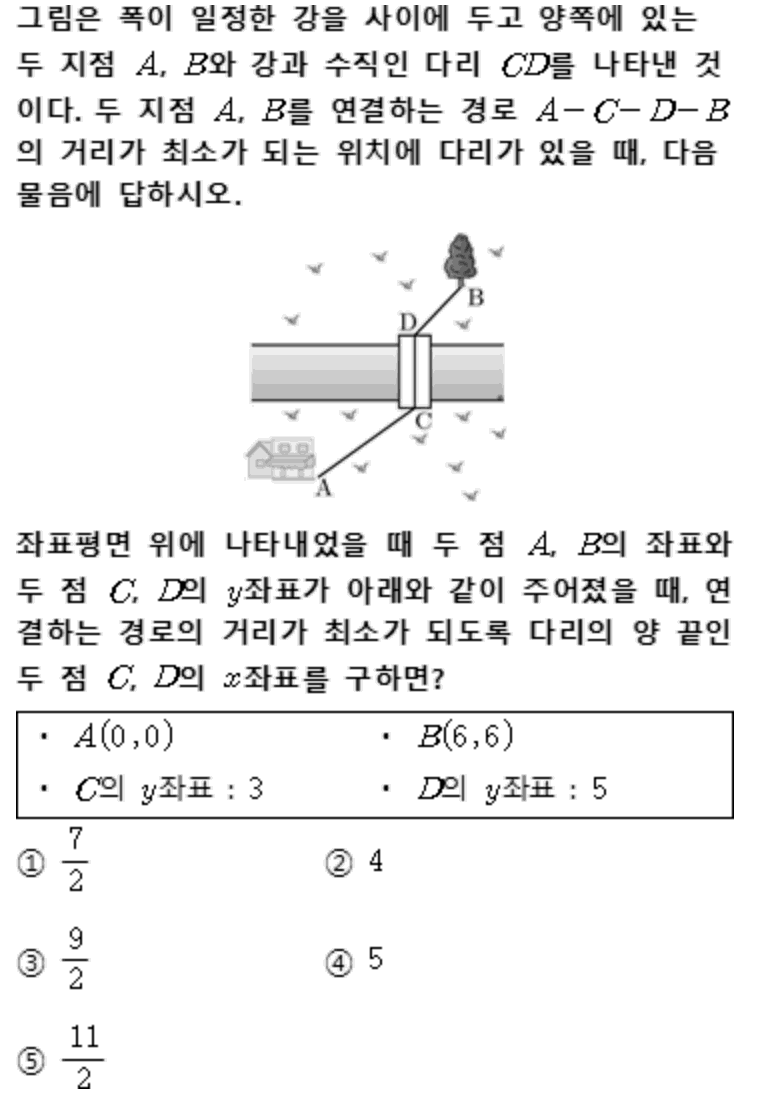 그림은 폭이 일정한 강을 사이에 두고 양쪽에 있는
두 지점 A, B와 강과 수직인 다리 CD를 나타낸 것
이다. 두 지점 A, B를 연결하는 경로 A-C-D-B
의 거리가 최소가 되는 위치에 다리가 있을 때, 다음
물음에 답하시오.
B
D
C
A
좌표평면 위에 나타내었을 때 두 점 A, B의 좌표와
두 점 C, D의 y좌표가 아래와 같이 주어졌을 때, 연
결하는 경로의 거리가 최소가 되도록 다리의 양 끝인
두 점 C, D의 x좌표를 구하면?
· A(0,0) · B(6,6)
· C의 y좌표 : 3 · D의 y좌표 : 5
① 7/2 ② 4
③ 9/2 ④ 5
⑤ 11/2